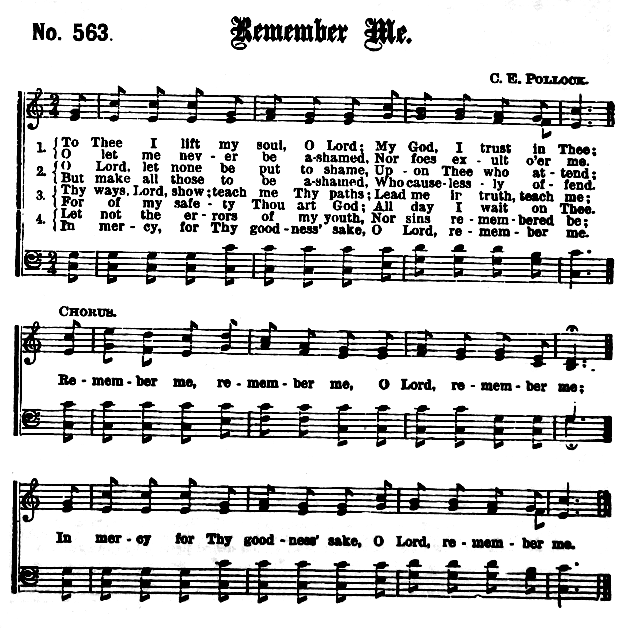 No. 563.
Remember Me.
C. E. POLLOCK.
1. { To Thee I lift my soul, O Lord; My God, I trust in Thee;
{ O let me nev - er be a-shamed, Nor foes ex - ult o'er me.
2. { O Lord, let none be put to shame, Up - on Thee who at - tend;
{ But make all those to be a-shamed, Who cause-less - ly of - fend.
3. { Thy ways, Lord, show; teach me Thy paths; Lead me in truth, teach me;
{ For of my safe - ty Thou art God; All day I wait on Thee.
4. { Let not the er - rors of my youth, Nor sins re - mem - bered be;
{ In mer - cy, for Thy good-ness' sake, O Lord, re - mem - ber me.
CHORUS.
Re - mem - ber me, re - mem - ber me, O Lord, re - mem - ber me;
In mer - cy for Thy good - ness' sake, O Lord, re - mem - ber me.